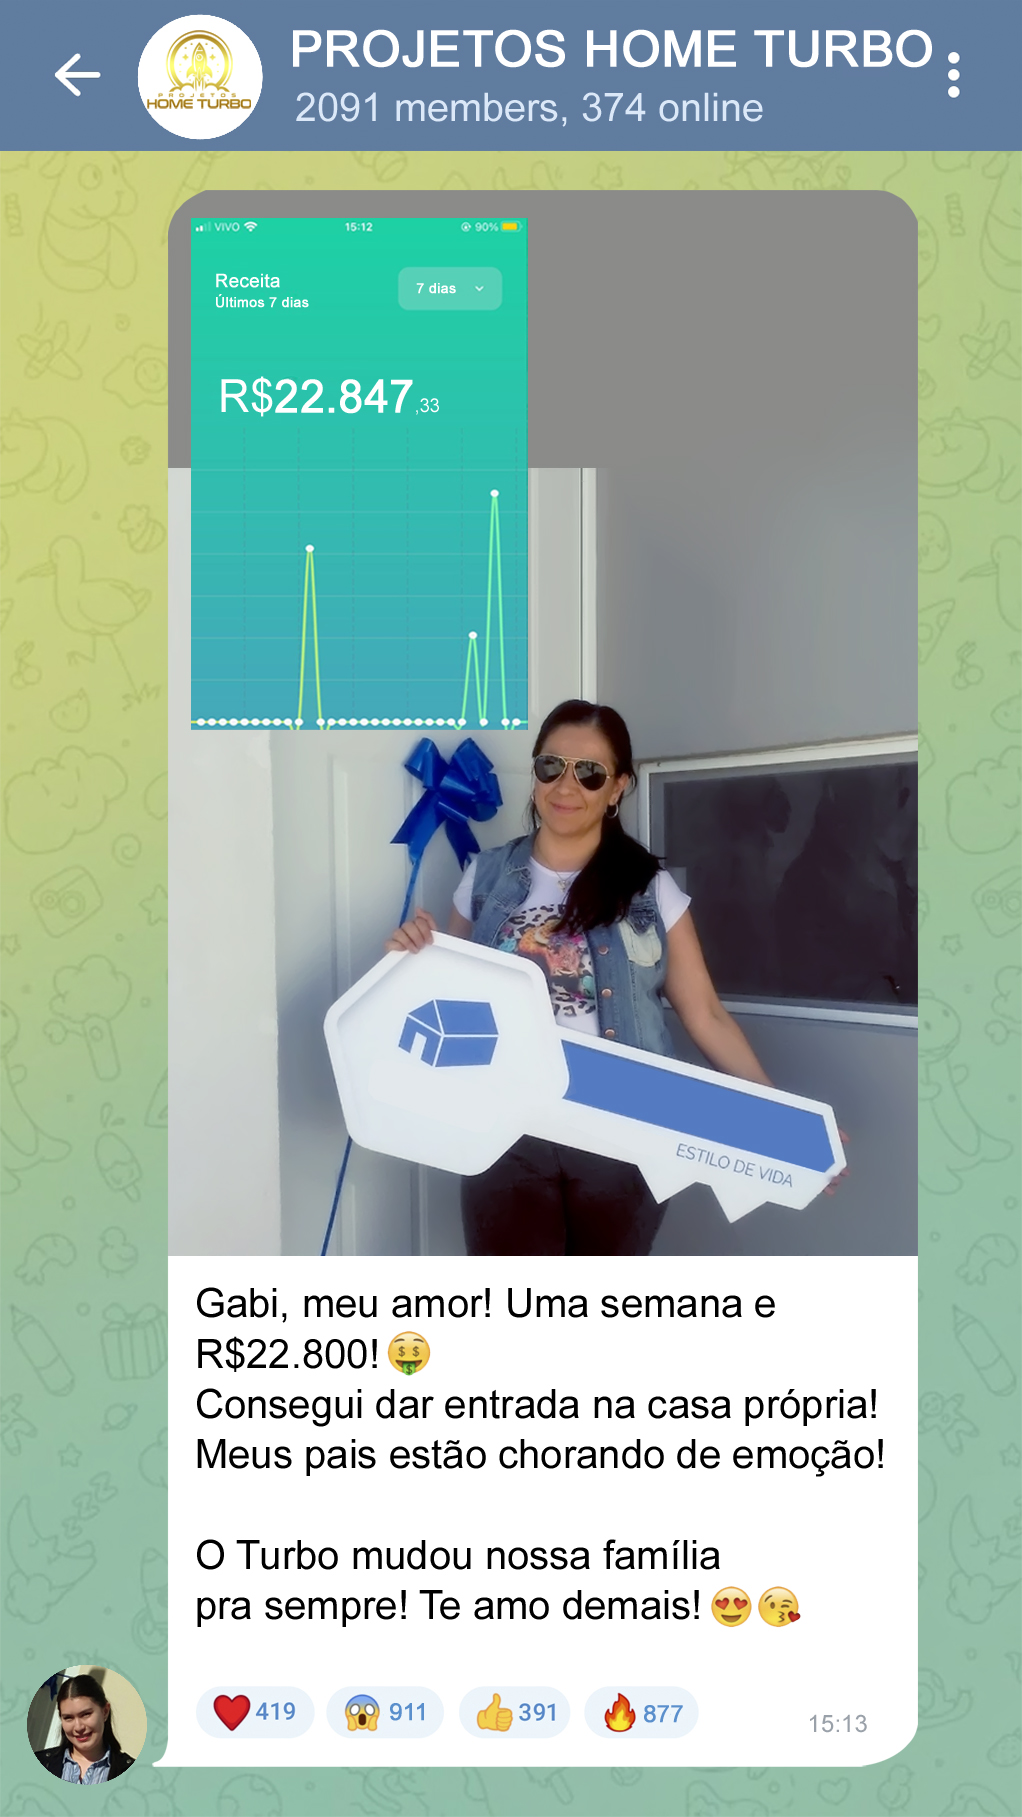 PROJETOS HOME TURBO
2091 members, 374 online
PROJETOS
HOME TURBO
VIVO 15:12 90%
Receita
Últimos 7 dias
7 dias
R$22.847,33
ESTILO DE VIDA
Gabi, meu amor! Uma semana e
R$22.800!🤑
Consegui dar entrada na casa própria!
Meus pais estão chorando de emoção!
O Turbo mudou nossa família
pra sempre! Te amo demais!😍😘
❤️ 419 😱 911 👍 391 🔥 877
15:13